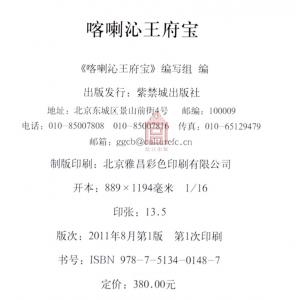 喀喇沁王府宝
《喀喇沁王府宝》编写组 编
出版发行：紫禁城出版社
地址：北京东城区景山前街4号 邮编：100009
电话：010-85007808 010-85007816 传真：010-65129479
邮箱：ggcb@culturefc.cn
制版印刷：北京雅昌彩色印刷有限公司
开本：889×1194毫米 1/16
印张：13.5
版次：2011年8月第1版 第1次印刷
书号：ISBN 978-7-5134-0148-7
定价：380.00元